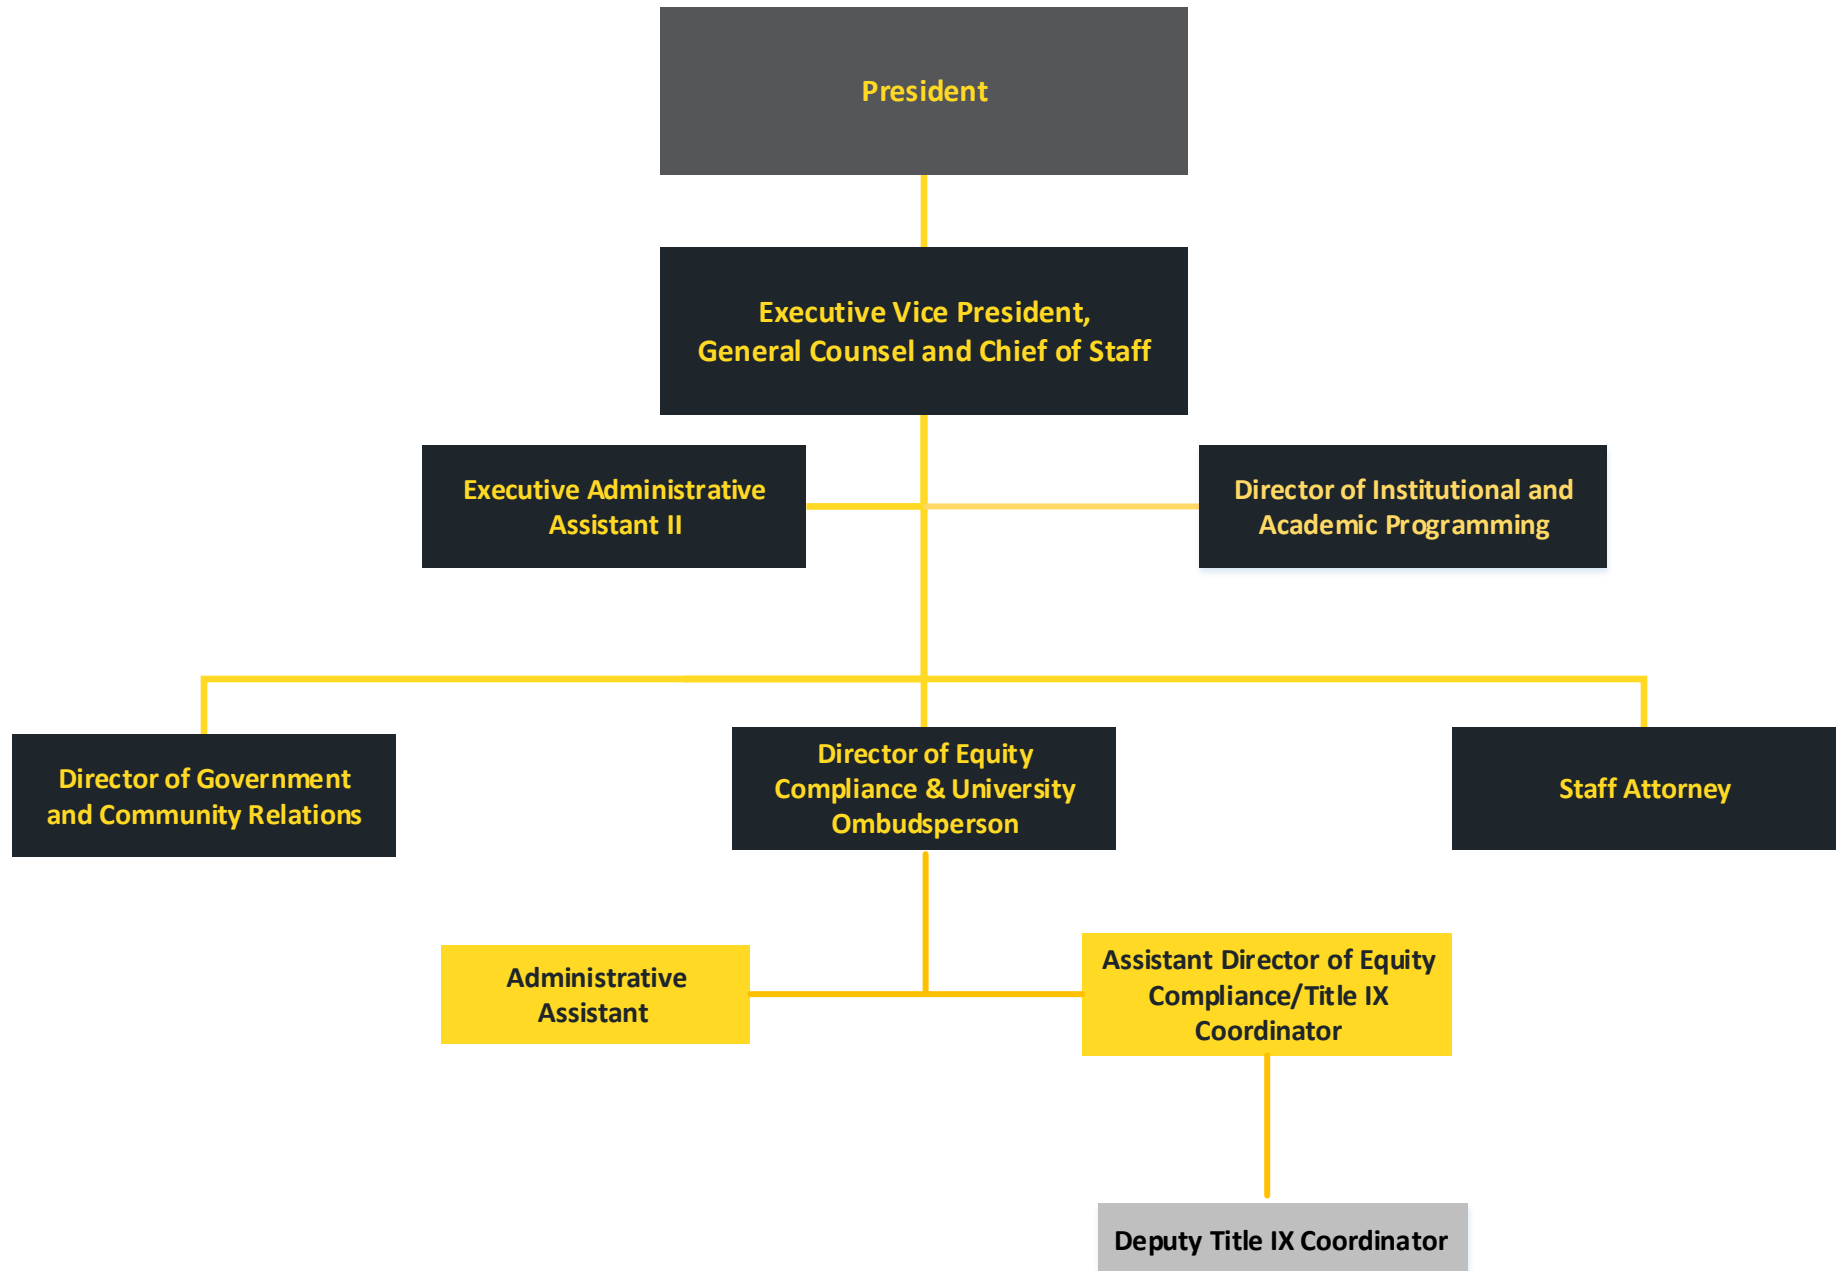 President
Executive Vice President,
General Counsel and Chief of Staff
Executive Administrative
Assistant II
Director of Institutional and
Academic Programming
Director of Government
and Community Relations
Director of Equity
Compliance & University
Ombudsperson
Staff Attorney
Administrative
Assistant
Assistant Director of Equity
Compliance/Title IX
Coordinator
Deputy Title IX Coordinator